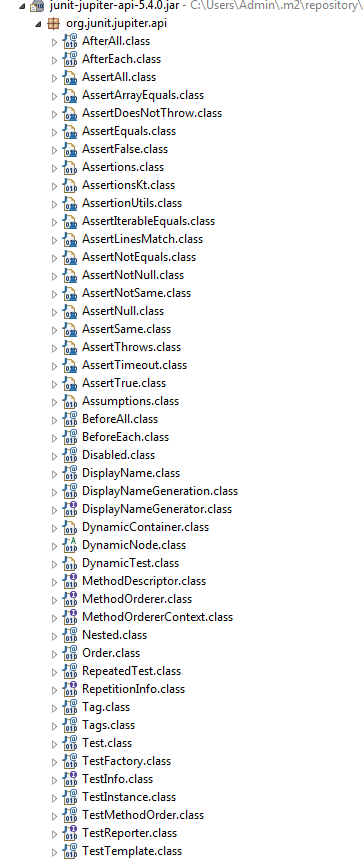 junit-jupiter-api-5.4.0.jar - C:\Users\Admin\.m2\repository\
org.junit.jupiter.api
AfterAll.class
AfterEach.class
AssertAll.class
AssertArrayEquals.class
AssertDoesNotThrow.class
AssertEquals.class
AssertFalse.class
Assertions.class
AssertionsKt.class
AssertionUtils.class
AssertIterableEquals.class
AssertLinesMatch.class
AssertNotEquals.class
AssertNotNull.class
AssertNotSame.class
AssertNull.class
AssertSame.class
AssertThrows.class
AssertTimeout.class
AssertTrue.class
Assumptions.class
BeforeAll.class
BeforeEach.class
Disabled.class
DisplayName.class
DisplayNameGeneration.class
DisplayNameGenerator.class
DynamicContainer.class
DynamicNode.class
DynamicTest.class
MethodDescriptor.class
MethodOrderer.class
MethodOrdererContext.class
Nested.class
Order.class
RepeatedTest.class
RepetitionInfo.class
Tag.class
Tags.class
Test.class
TestFactory.class
TestInfo.class
TestInstance.class
TestMethodOrder.class
TestReporter.class
TestTemplate.class